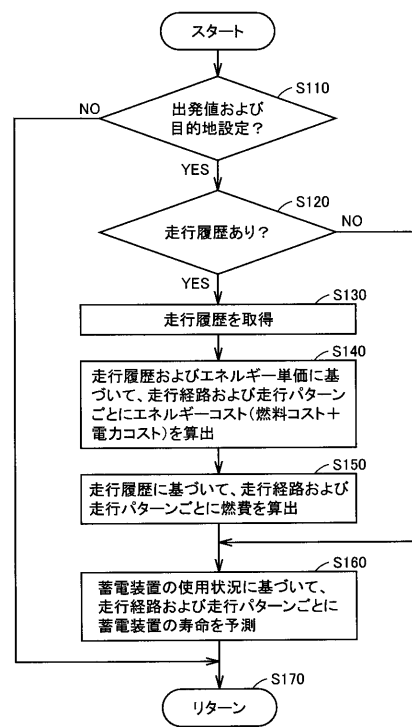 スタート
S110
NO
出発値および
目的地設定？
YES
S120
NO
走行履歴あり？
YES
S130
走行履歴を取得
S140
走行履歴およびエネルギー単価に基
づいて、走行経路および走行パターン
ごとにエネルギーコスト（燃料コスト＋
電力コスト）を算出
S150
走行履歴に基づいて、走行経路および
走行パターンごとに燃費を算出
S160
蓄電装置の使用状況に基づいて、
走行経路および走行パターンごとに
蓄電装置の寿命を予測
S170
リターン